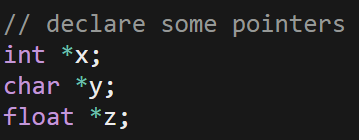 // declare some pointers
int *x;
char *y;
float *z;